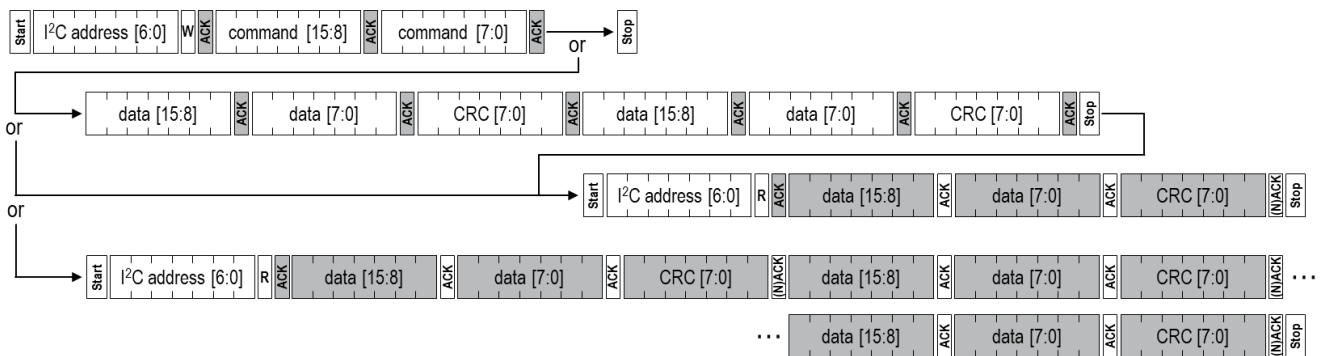 Start I²C address [6:0] W ACK command [15:8] ACK command [7:0] ACK or Stop
or data [15:8] ACK data [7:0] ACK CRC [7:0] ACK data [15:8] ACK data [7:0] ACK CRC [7:0] ACK Stop
Start I²C address [6:0] R ACK data [15:8] ACK data [7:0] ACK CRC [7:0] (N)ACK Stop
or
Start I²C address [6:0] R ACK data [15:8] ACK data [7:0] ACK CRC [7:0] (N)ACK data [15:8] ACK data [7:0] ACK CRC [7:0] (N)ACK ...
... data [15:8] ACK data [7:0] ACK CRC [7:0] (N)ACK Stop